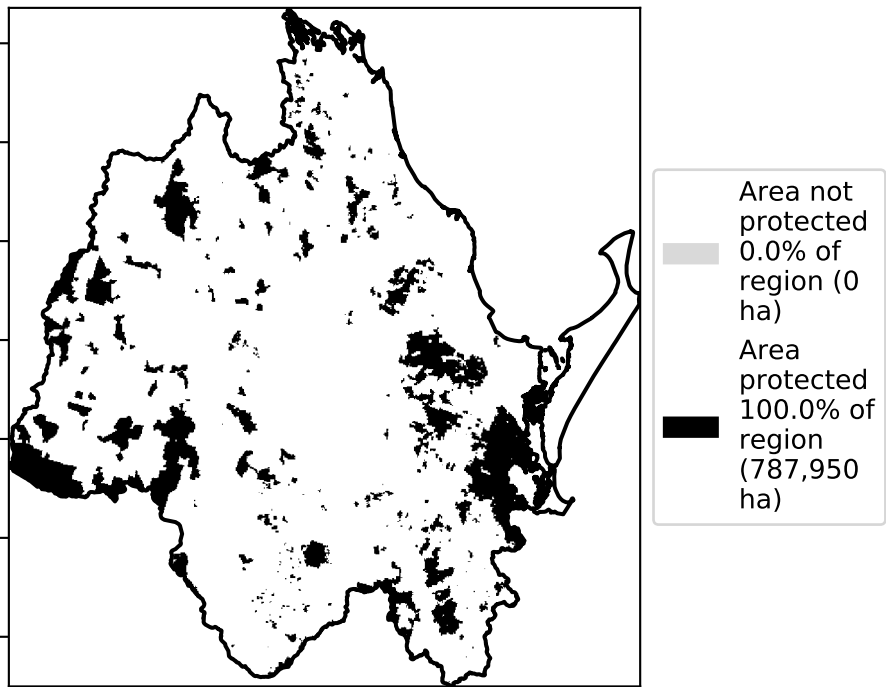 Area not
protected
0.0% of
region (0
ha)
Area
protected
100.0% of
region
(787,950
ha)